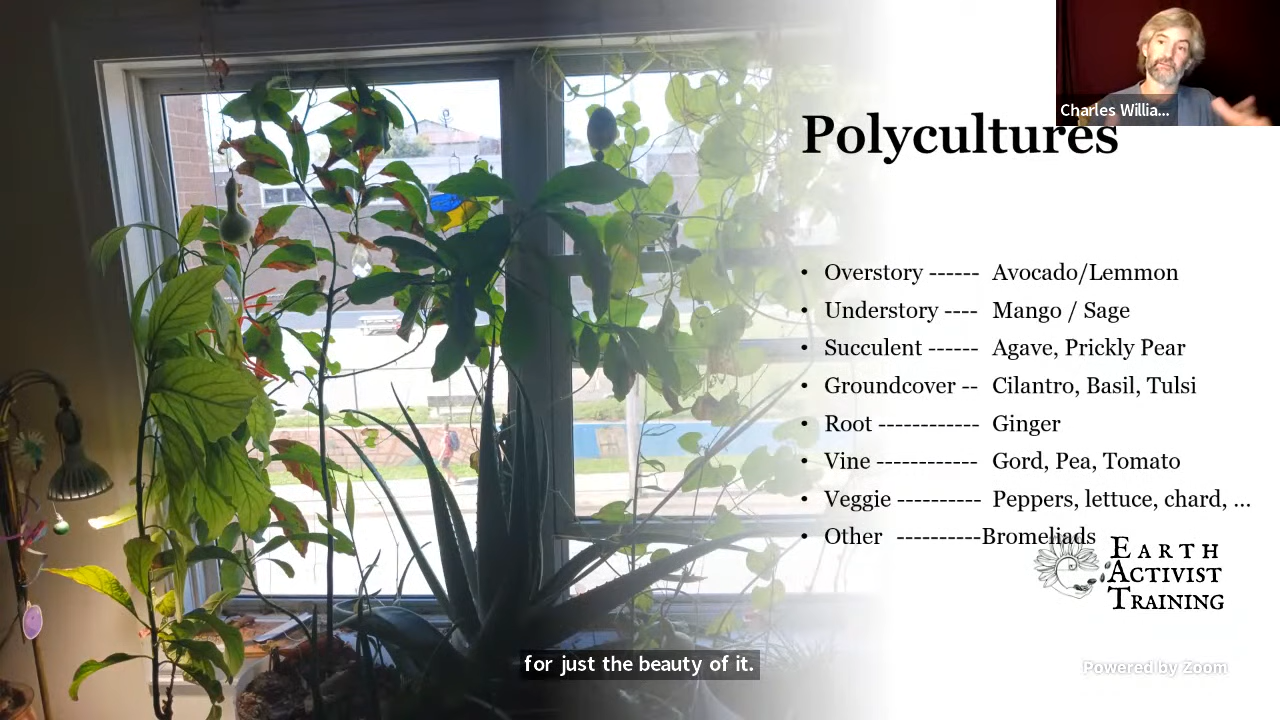 Charles Willia...
Polycultures
• Overstory ------ Avocado/Lemmon
• Understory ---- Mango / Sage
• Succulent ------ Agave, Prickly Pear
• Groundcover -- Cilantro, Basil, Tulsi
• Root ------------ Ginger
• Vine ------------ Gord, Pea, Tomato
• Veggie ---------- Peppers, lettuce, chard, ...
• Other ----------Bromeliads
EARTH
ACTIVIST
TRAINING
for just the beauty of it.
Powered by Zoom